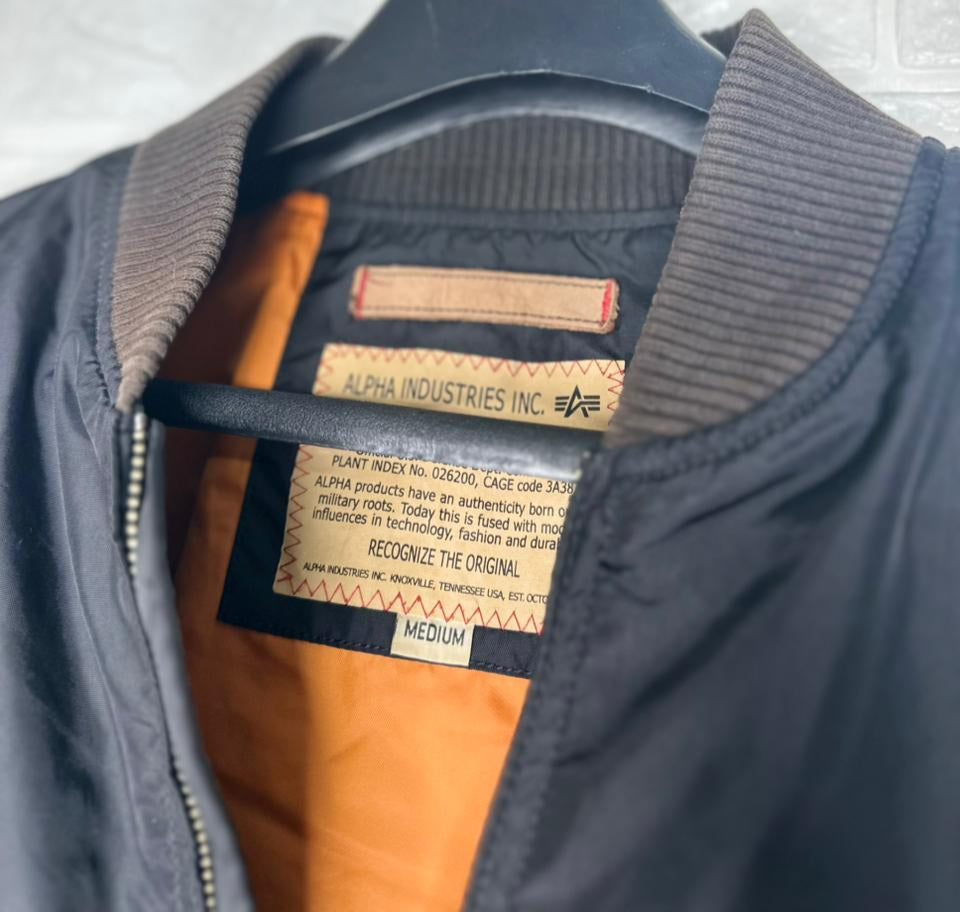 ALPHA INDUSTRIES INC.
PLANT INDEX No. 026200, CAGE code 3A38
ALPHA products have an authenticity born
military roots. Today this is fused with
influences in technology, fashion and
RECOGNIZE THE ORIGINAL
ALPHA INDUSTRIES INC. KNOXVILLE, TENNESSEE USA, EST.
MEDIUM